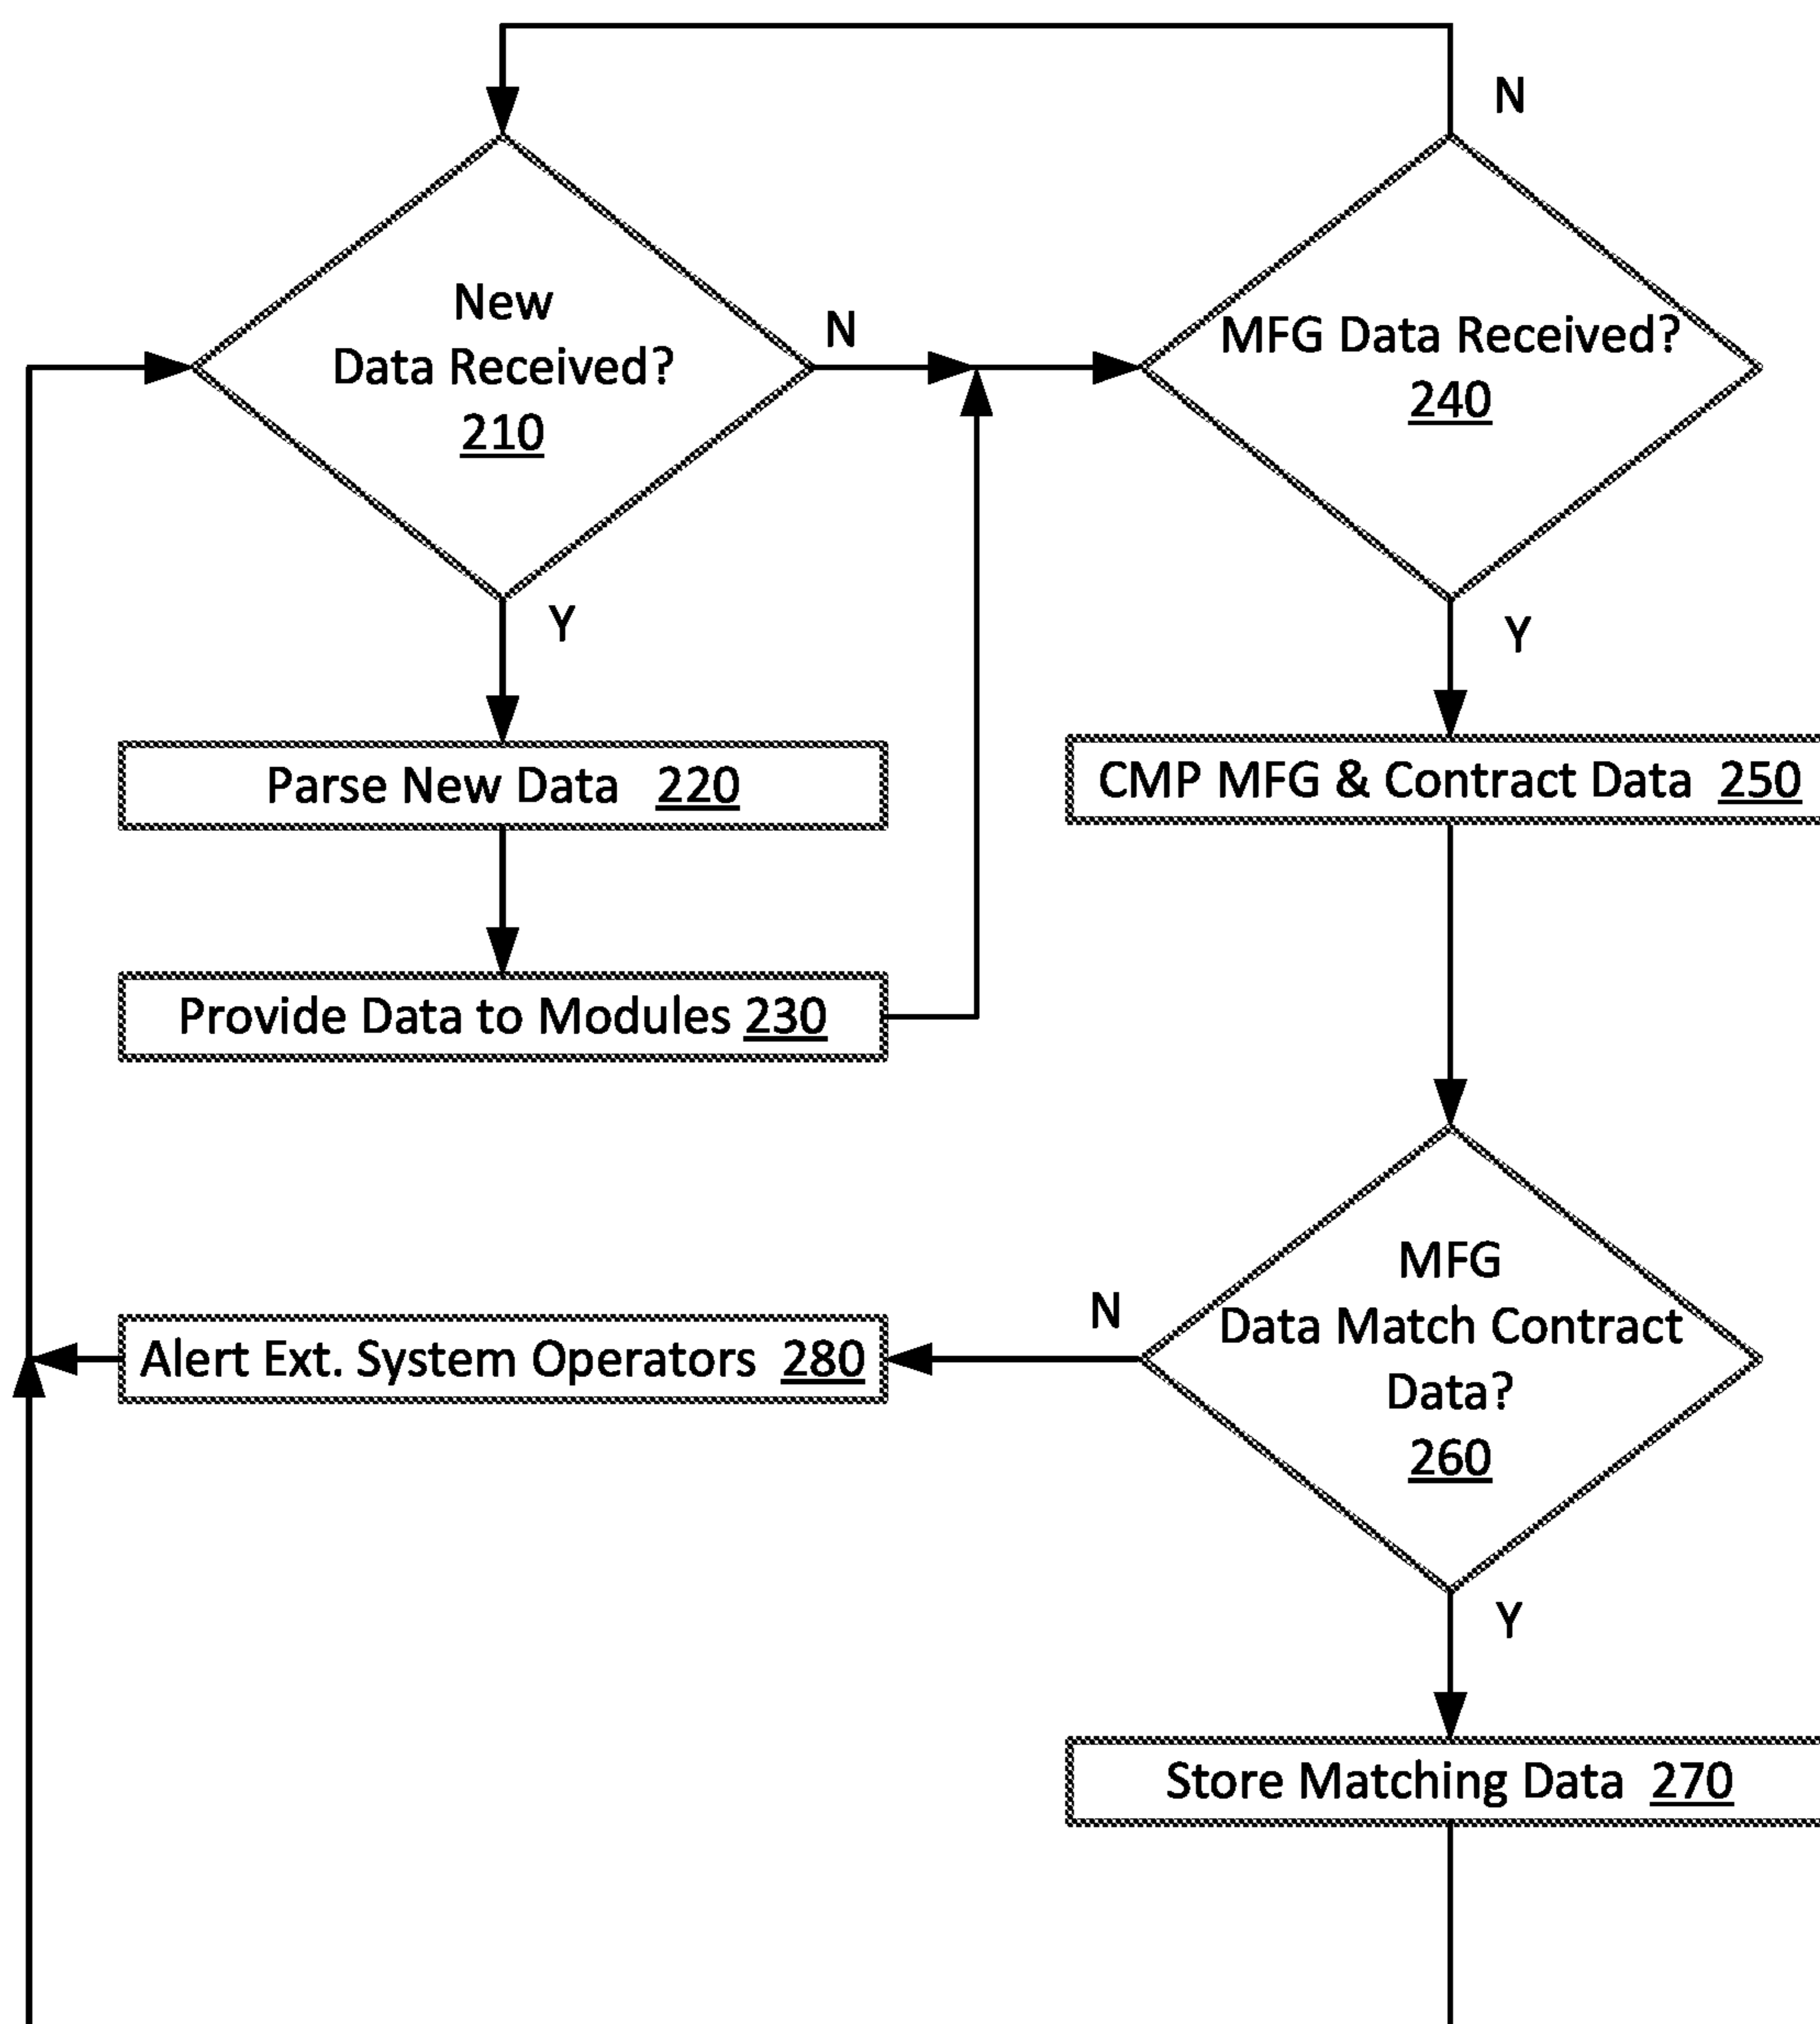 N
New
Data Received?
210
N
MFG Data Received?
240
Y
Y
Parse New Data 220
CMP MFG & Contract Data 250
Provide Data to Modules 230
MFG
Data Match Contract
Data?
260
N
Alert Ext. System Operators 280
Y
Store Matching Data 270